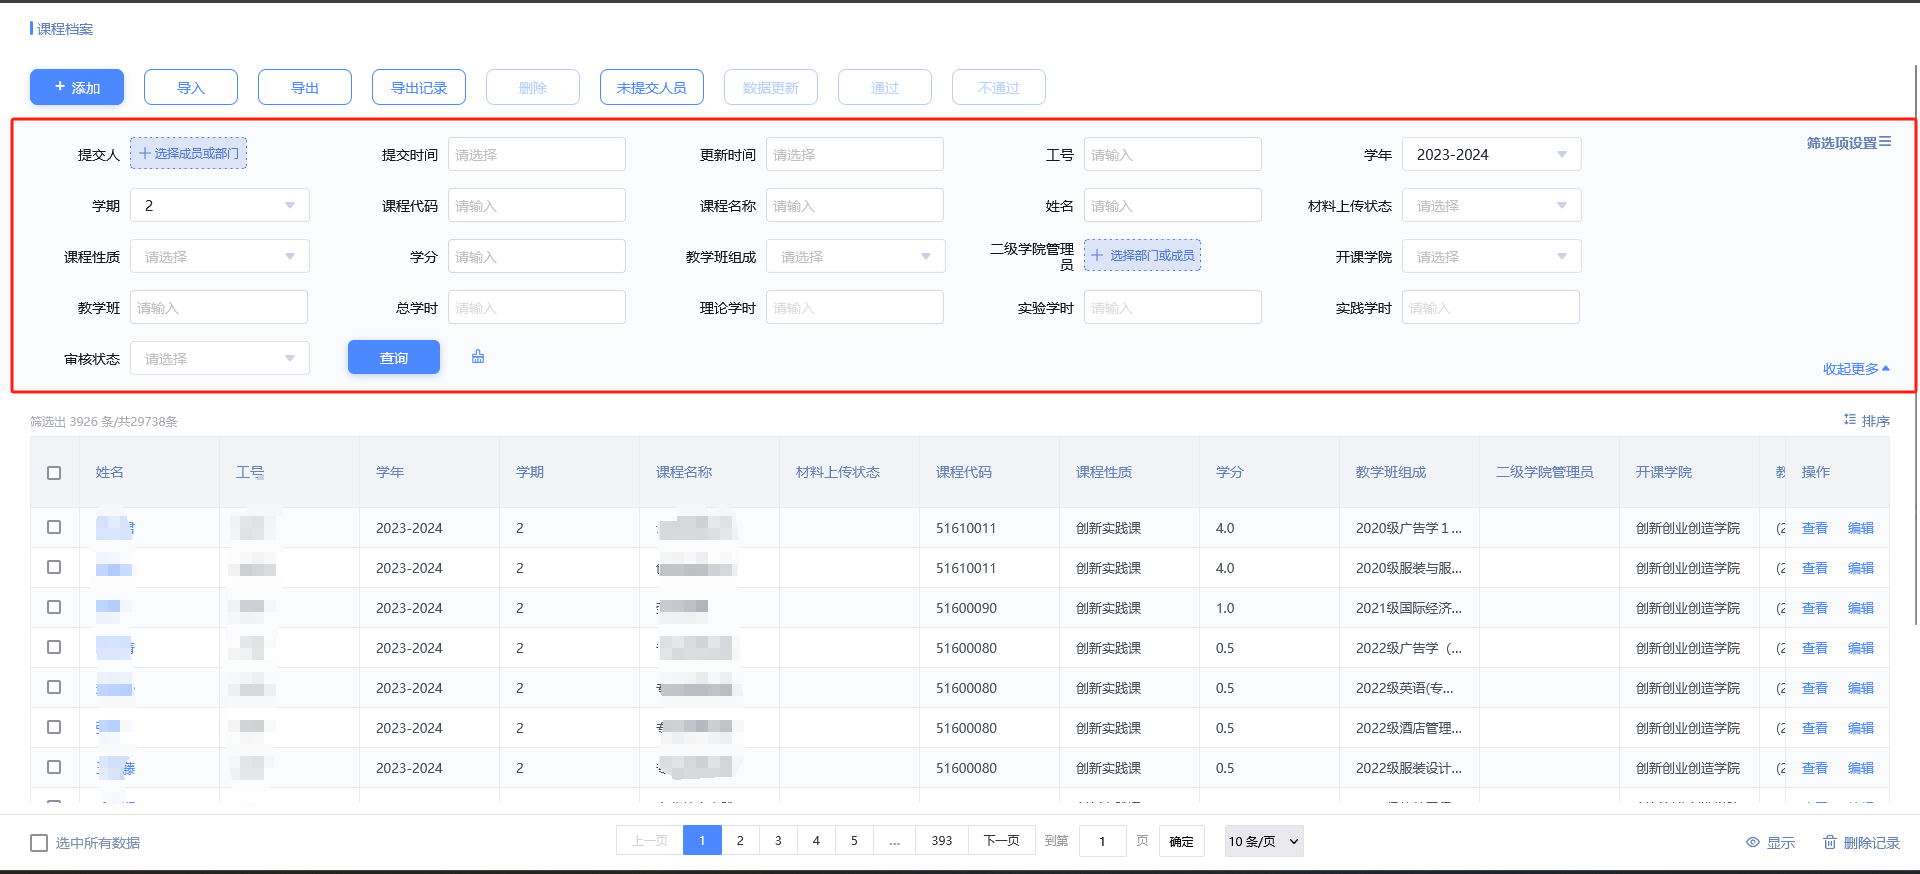 课程档案
+ 添加 导入 导出 导出记录 删除 未提交人员 数据更新 通过 不通过
提交人 + 选择成员或部门 提交时间 请选择 更新时间 请选择 工号 请输入 学年 2023-2024 筛选项设置
学期 2 课程代码 请输入 课程名称 请输入 姓名 请输入 材料上传状态 请选择
课程性质 请选择 学分 请输入 教学班组成 请选择 二级学院管理员 + 选择部门或成员 开课学院 请选择
教学班 请输入 总学时 请输入 理论学时 请输入 实验学时 请输入 实践学时 请输入
审核状态 请选择 查询 收起更多
筛选出 3926 条/共29738条 排序
姓名 工号 学年 学期 课程名称 材料上传状态 课程代码 课程性质 学分 教学班组成 二级学院管理员 开课学院 操作
2023-2024 2 51610011 创新实践课 4.0 2020级广告学１... 创新创业创造学院 (2 查看 编辑
2023-2024 2 51610011 创新实践课 4.0 2020级服装与服... 创新创业创造学院 (2 查看 编辑
2023-2024 2 51600090 创新实践课 1.0 2021级国际经济... 创新创业创造学院 (2 查看 编辑
2023-2024 2 51600080 创新实践课 0.5 2022级广告学（... 创新创业创造学院 (2 查看 编辑
2023-2024 2 51600080 创新实践课 0.5 2022级英语(专... 创新创业创造学院 (2 查看 编辑
2023-2024 2 51600080 创新实践课 0.5 2022级酒店管理... 创新创业创造学院 (2 查看 编辑
藤 2023-2024 2 51600080 创新实践课 0.5 2022级服装设计... 创新创业创造学院 (2 查看 编辑
选中所有数据 上一页 1 2 3 4 5 ... 393 下一页 到第 1 页 确定 10 条/页 显示 删除记录